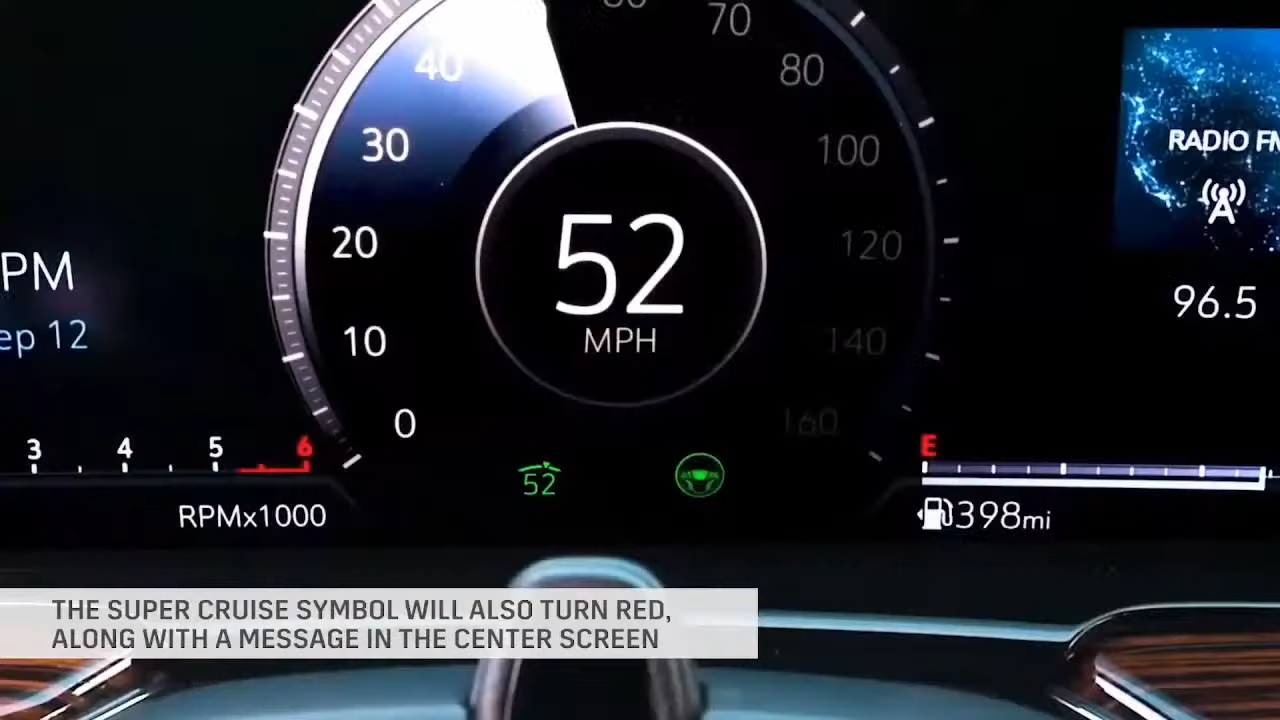 40
70
80
30
100
20
120
10
140
0
160
52
MPH
PM
ep 12
3 4 5 6
RPMx1000
52
RADIO FM
96.5
E
398mi
THE SUPER CRUISE SYMBOL WILL ALSO TURN RED,
ALONG WITH A MESSAGE IN THE CENTER SCREEN